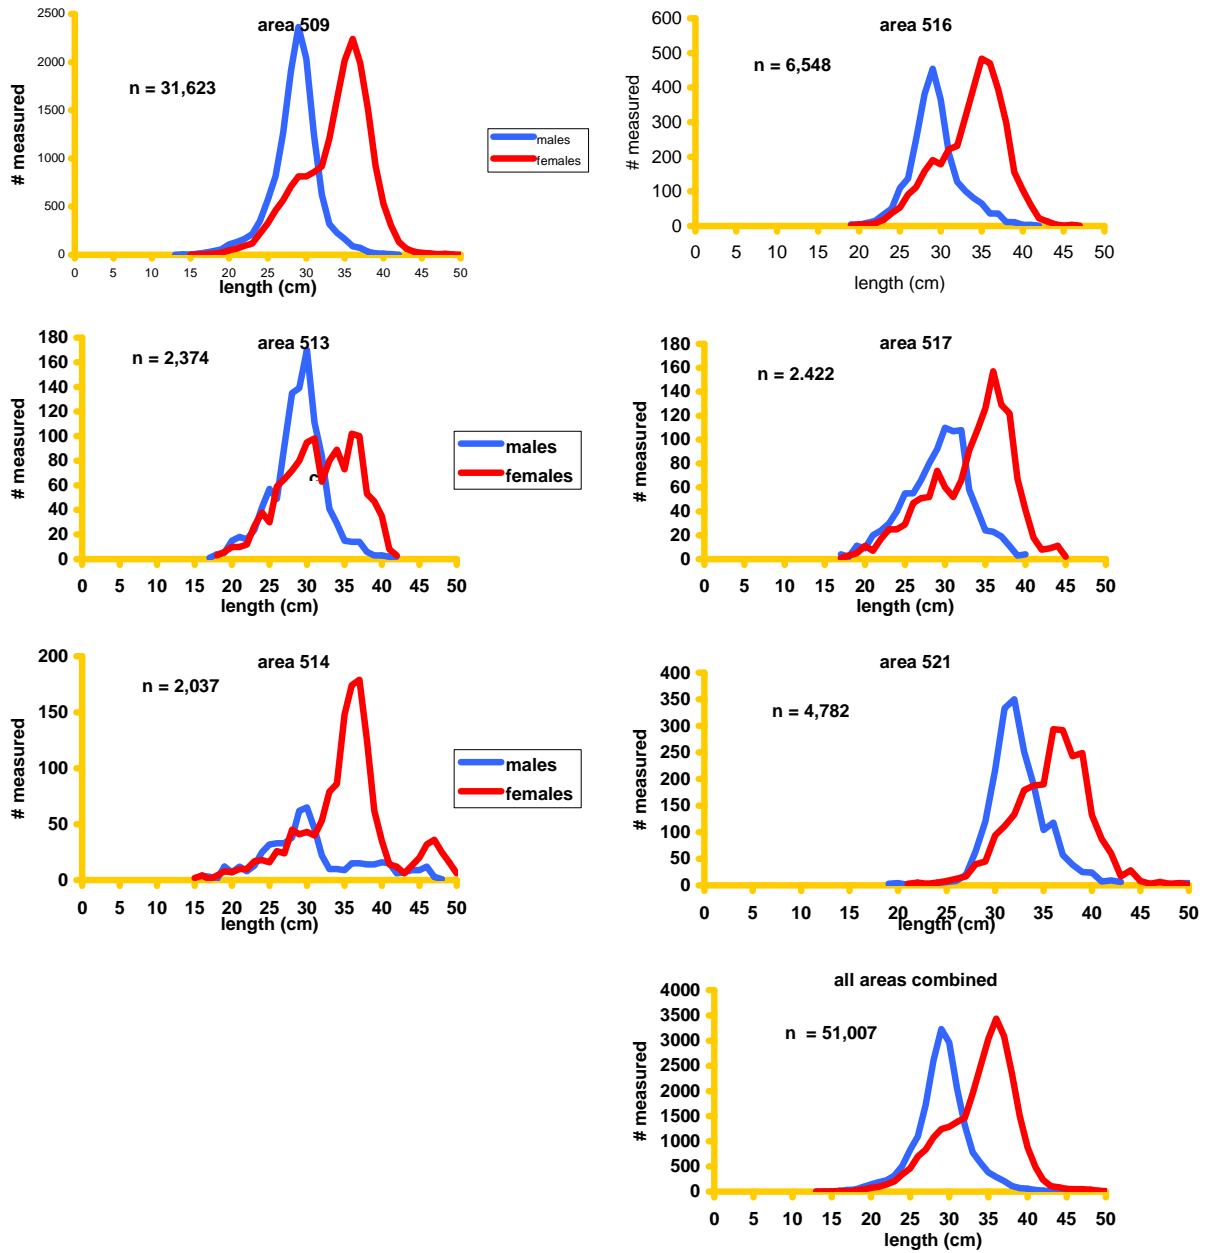 area 509
n = 31,623
# measured
2500
2000
1500
1000
500
0
0 5 10 15 20 25 30 35 40 45 50
length (cm)
males
females
area 516
n = 6,548
# measured
600
500
400
300
200
100
0
0 5 10 15 20 25 30 35 40 45 50
length (cm)
area 513
n = 2,374
# measured
180
160
140
120
100
80
60
40
20
0
0 5 10 15 20 25 30 35 40 45 50
length (cm)
males
females
area 517
n = 2.422
# measured
180
160
140
120
100
80
60
40
20
0
0 5 10 15 20 25 30 35 40 45 50
length (cm)
area 514
n = 2,037
# measured
200
150
100
50
0
0 5 10 15 20 25 30 35 40 45 50
length (cm)
males
females
area 521
n = 4,782
# measured
400
350
300
250
200
150
100
50
0
0 5 10 15 20 25 30 35 40 45 50
length (cm)
all areas combined
n = 51,007
# measured
4000
3500
3000
2500
2000
1500
1000
500
0
0 5 10 15 20 25 30 35 40 45 50
length (cm)